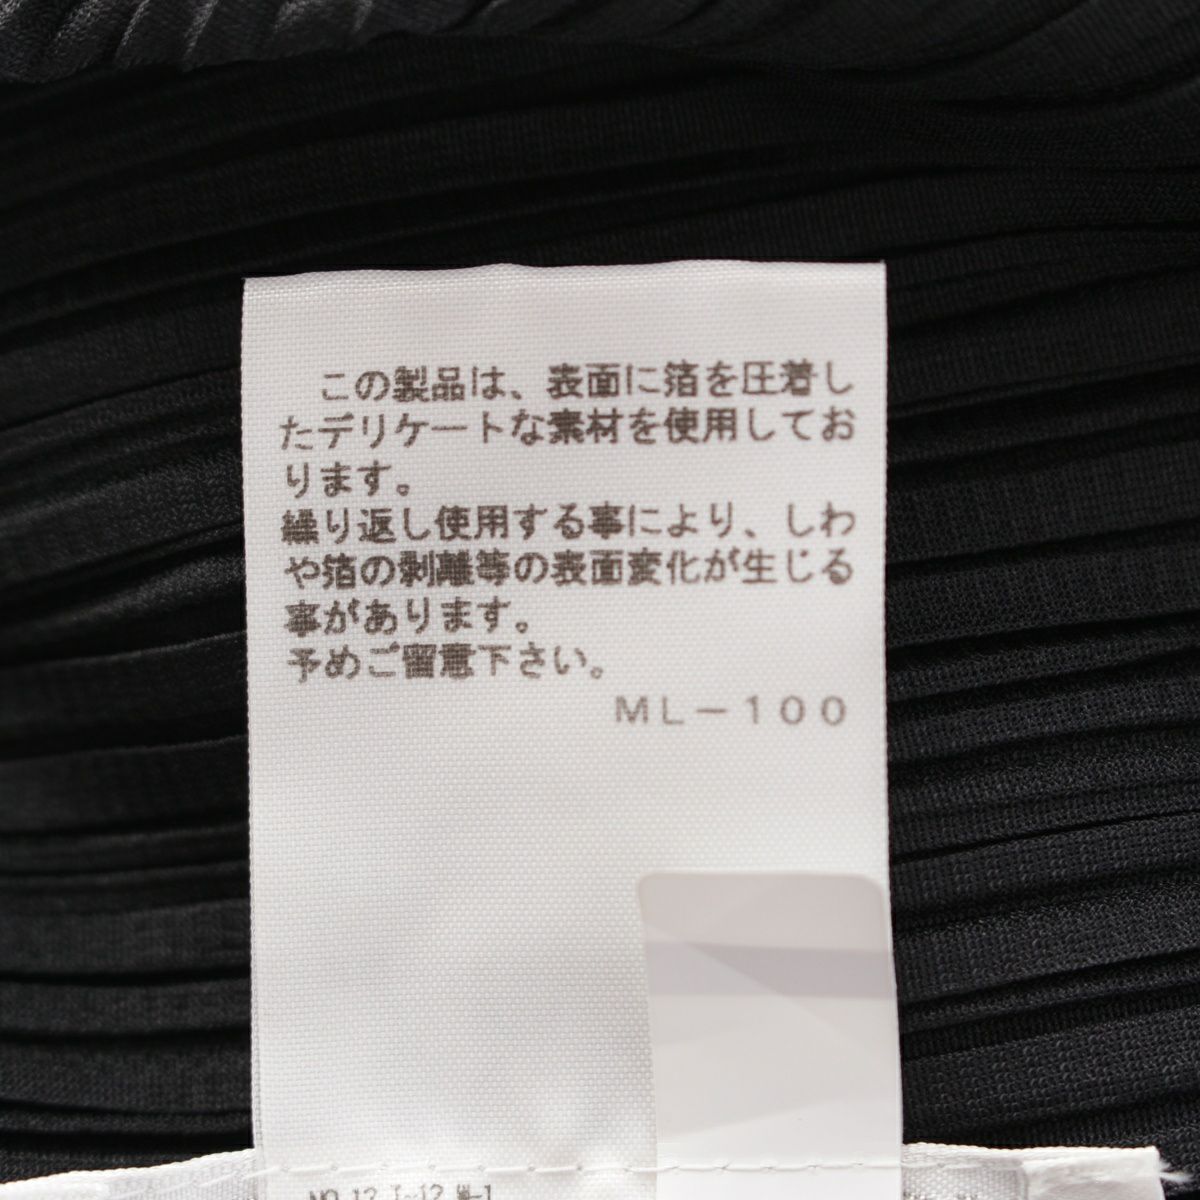 この製品は、表面に箔を圧着し
たデリケートな素材を使用してお
ります。
繰り返し使用する事により、しわ
や箔の剥離等の表面変化が生じる
事があります。
予めご留意下さい。
ML－100